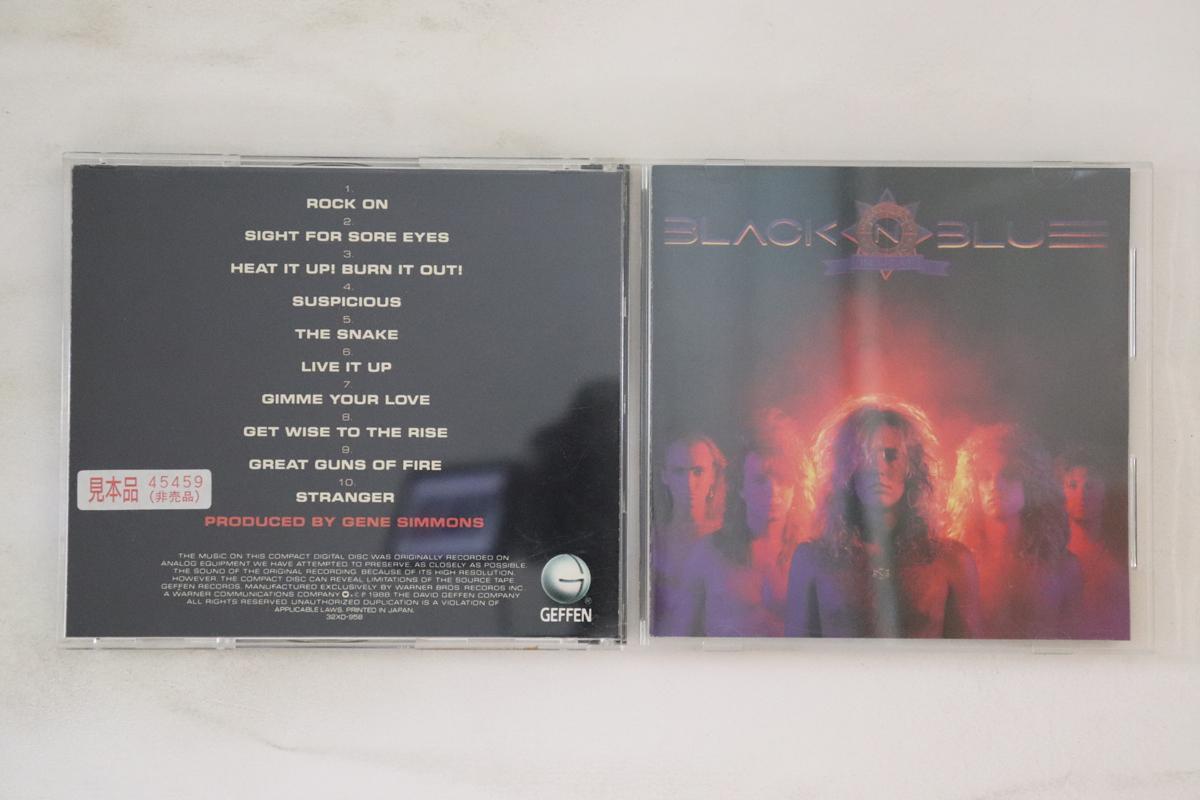 1.
ROCK ON
2.
SIGHT FOR SORE EYES
3.
HEAT IT UP! BURN IT OUT!
4.
SUSPICIOUS
5.
THE SNAKE
6.
LIVE IT UP
7.
GIMME YOUR LOVE
8.
GET WISE TO THE RISE
9.
GREAT GUNS OF FIRE
10.
STRANGER
PRODUCED BY GENE SIMMONS
見本品 45459
(非売品)
THE MUSIC ON THIS COMPACT DIGITAL DISC WAS ORIGINALLY RECORDED ON
ANALOG EQUIPMENT. WE HAVE ATTEMPTED TO PRESERVE, AS CLOSELY AS POSSIBLE,
THE SOUND OF THE ORIGINAL RECORDING. BECAUSE OF ITS HIGH RESOLUTION,
HOWEVER, THE COMPACT DISC CAN REVEAL LIMITATIONS OF THE SOURCE TAPE.
GEFFEN RECORDS. MANUFACTURED EXCLUSIVELY BY WARNER BROS. RECORDS INC.,
A WARNER COMMUNICATIONS COMPANY. © ℗ 1988 THE DAVID GEFFEN COMPANY
ALL RIGHTS RESERVED. UNAUTHORIZED DUPLICATION IS A VIOLATION OF
APPLICABLE LAWS. PRINTED IN JAPAN.
32XD-958
GEFFEN
®
BLACK N BLUE